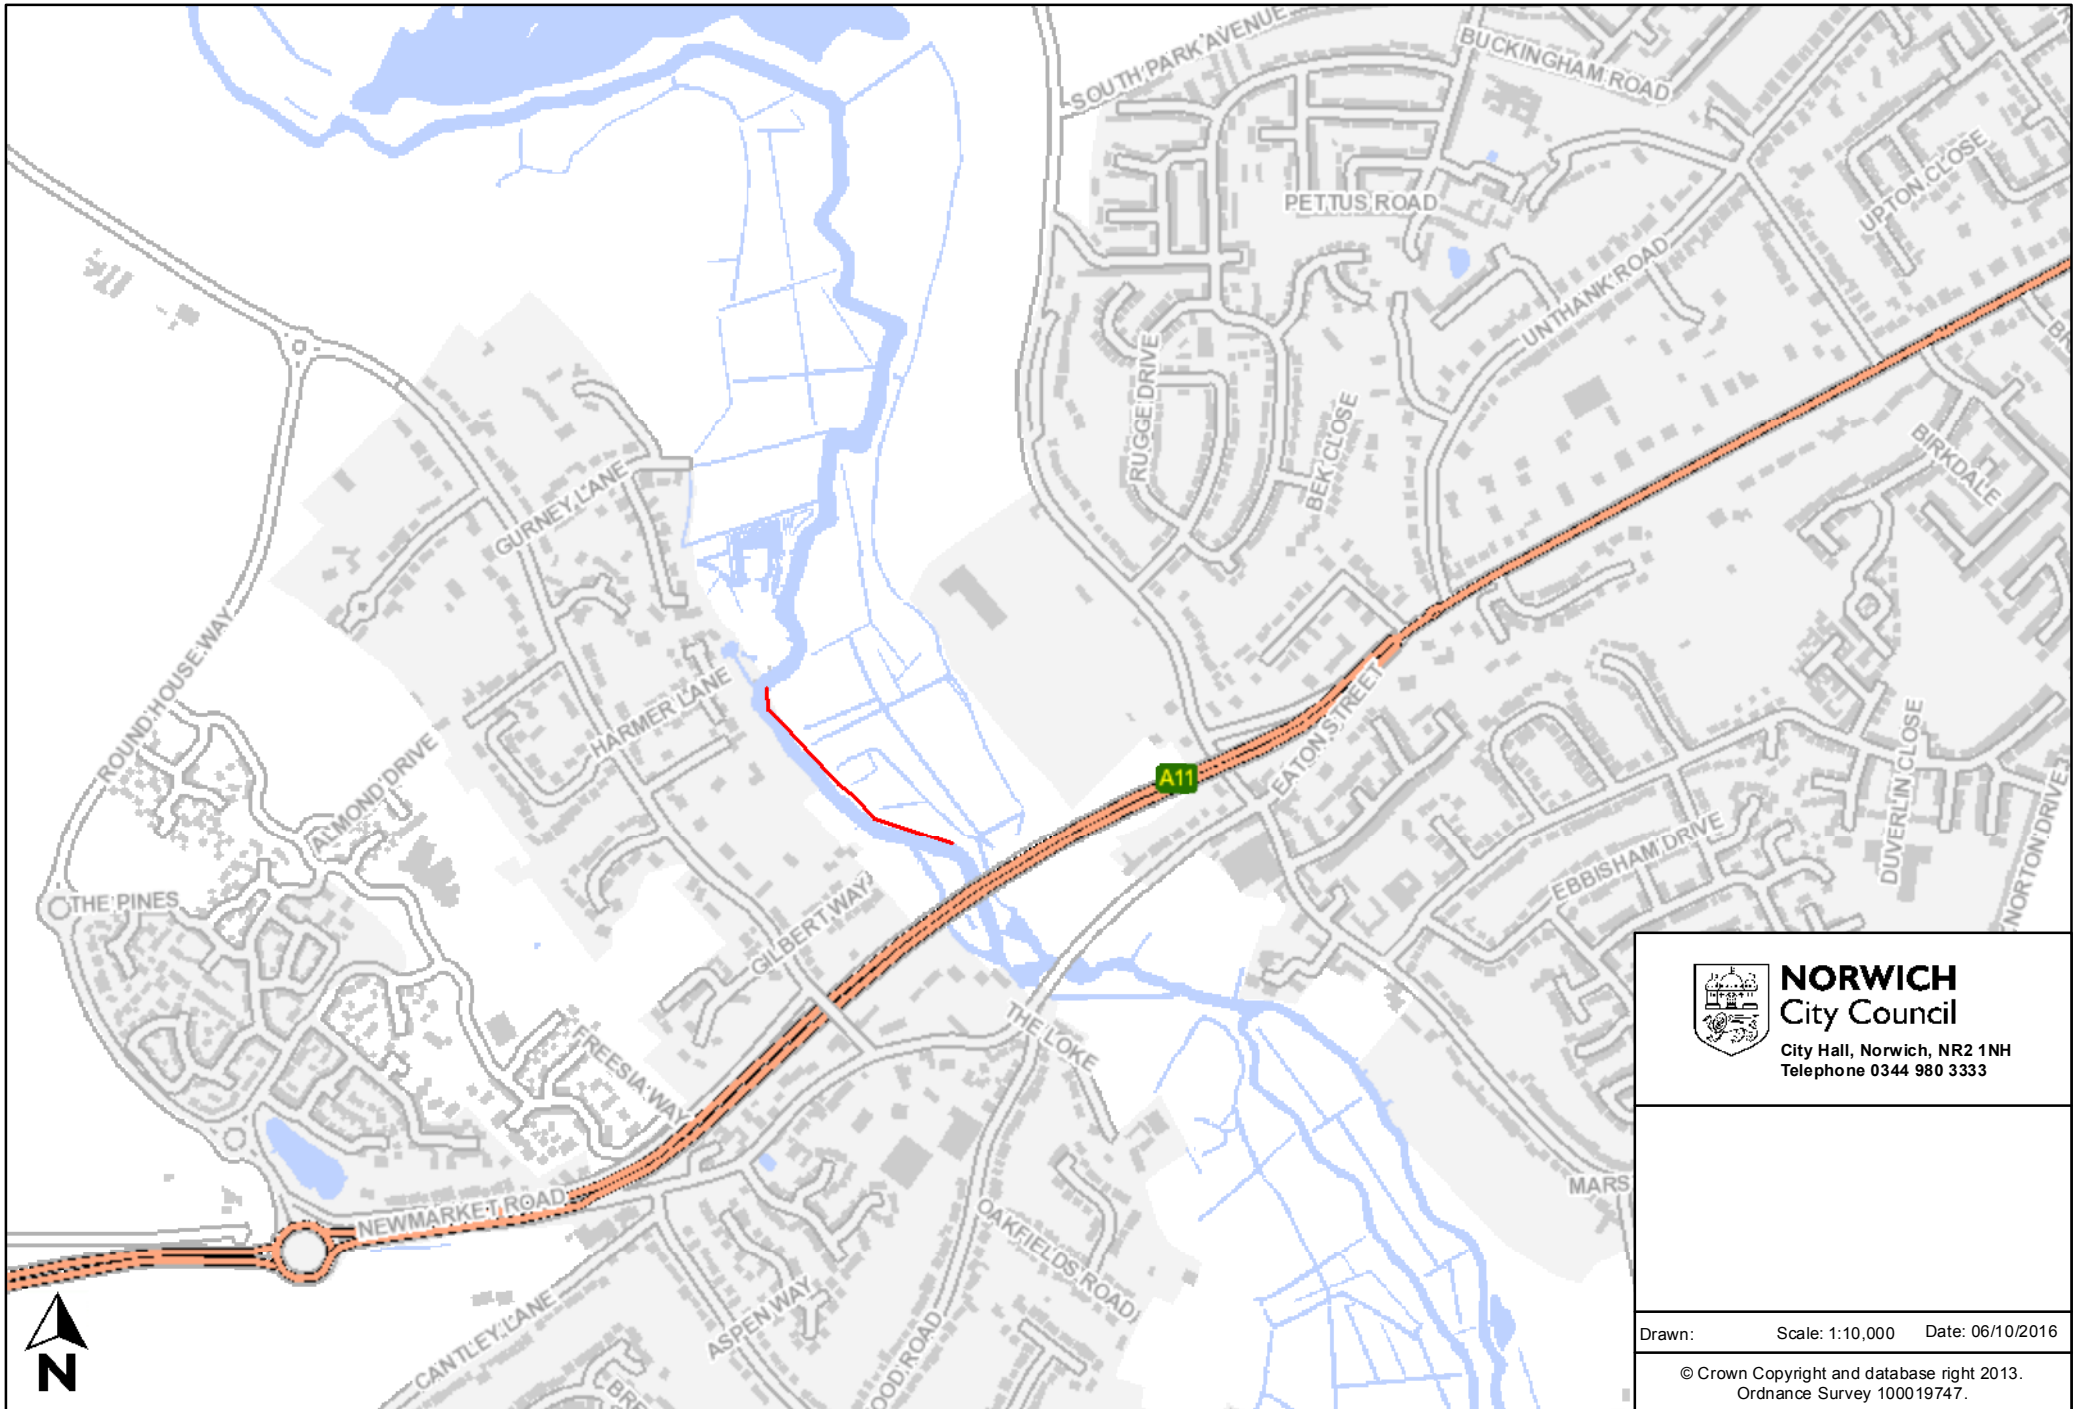 SOUTH PARK AVENUE
BUCKINGHAM ROAD
PETTUS ROAD
UPTON CLOSE
UNTHANK ROAD
RUGGE DRIVE
BEK CLOSE
BIRKDALE
GURNEY LANE
ROUND HOUSE WAY
HARMER LANE
ALMOND DRIVE
A11
EATON STREET
DUVERLIN CLOSE
NORTON DRIVE
EBBISHAM DRIVE
THE PINES
GILBERT WAY
THE LOKE
FREESIA WAY
MARS
NEWMARKET ROAD
OAKFIELDS ROAD
ASPEN WAY
CANTLEY LANE
OOD ROAD
BRE
N
NORWICH
City Council
City Hall, Norwich, NR2 1NH
Telephone 0344 980 3333
Drawn: Scale: 1:10,000 Date: 06/10/2016
© Crown Copyright and database right 2013.
Ordnance Survey 100019747.